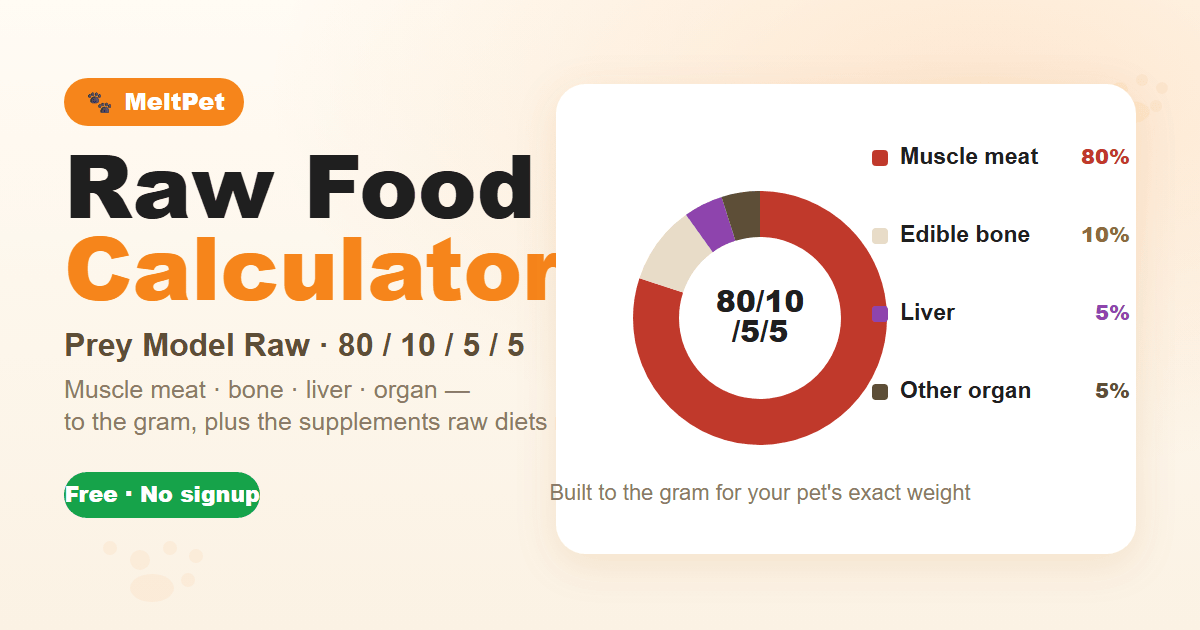 MeltPet
Raw Food
Calculator
Prey Model Raw · 80 / 10 / 5 / 5
Muscle meat · bone · liver · organ —
to the gram, plus the supplements raw diets
Free · No signup
80/10
/5/5
Muscle meat 80%
Edible bone 10%
Liver 5%
Other organ 5%
Built to the gram for your pet's exact weight